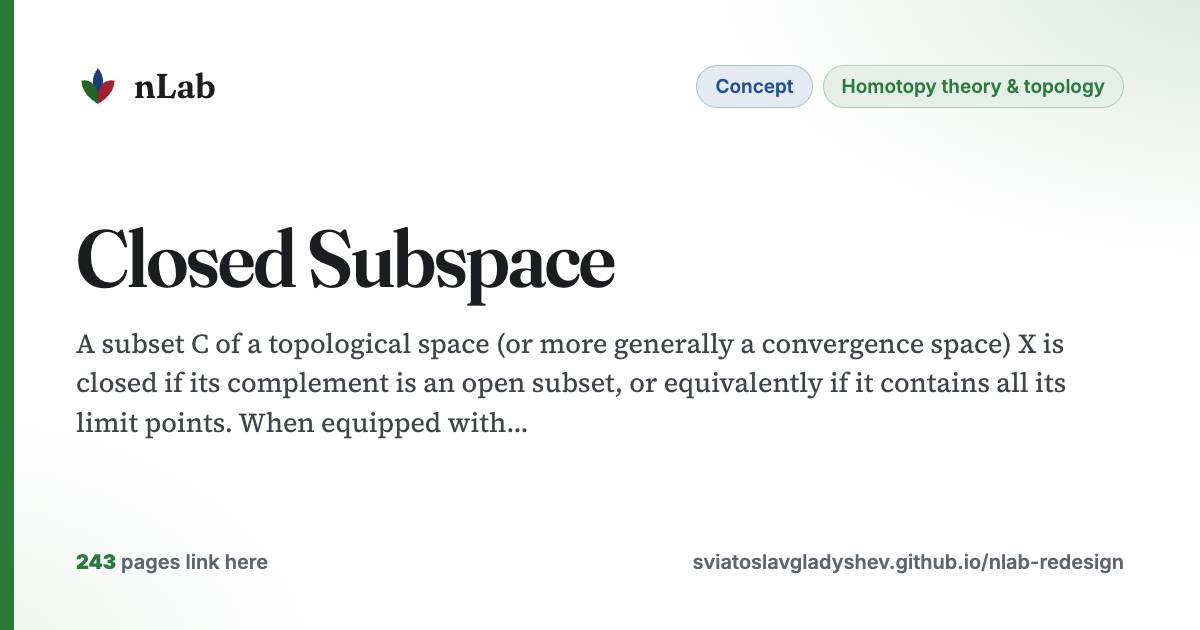 nLab
Concept
Homotopy theory & topology
Closed Subspace
A subset C of a topological space (or more generally a convergence space) X is
closed if its complement is an open subset, or equivalently if it contains all its
limit points. When equipped with…
243 pages link here
sviatoslavgladyshev.github.io/nlab-redesign